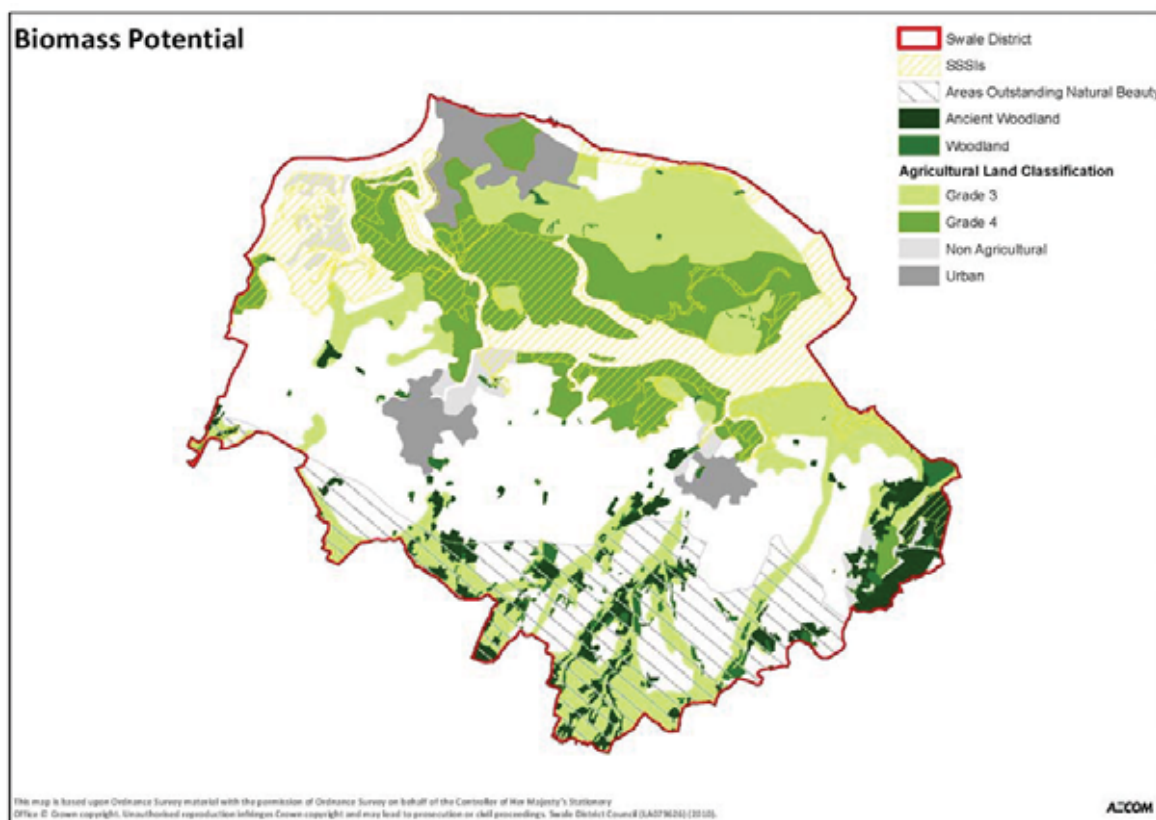 Biomass Potential
Swale District
SSSIs
Areas Outstanding Natural Beauty
Ancient Woodland
Woodland
Agricultural Land Classification
Grade 3
Grade 4
Non Agricultural
Urban
This map is based upon Ordnance Survey material with the permission of Ordnance Survey on behalf of the Controller of Her Majesty's Stationery
Office © Crown copyright. Unauthorised reproduction infringes Crown copyright and may lead to prosecution or civil proceedings. Swale District Council (LA079626) (2010).
AECOM